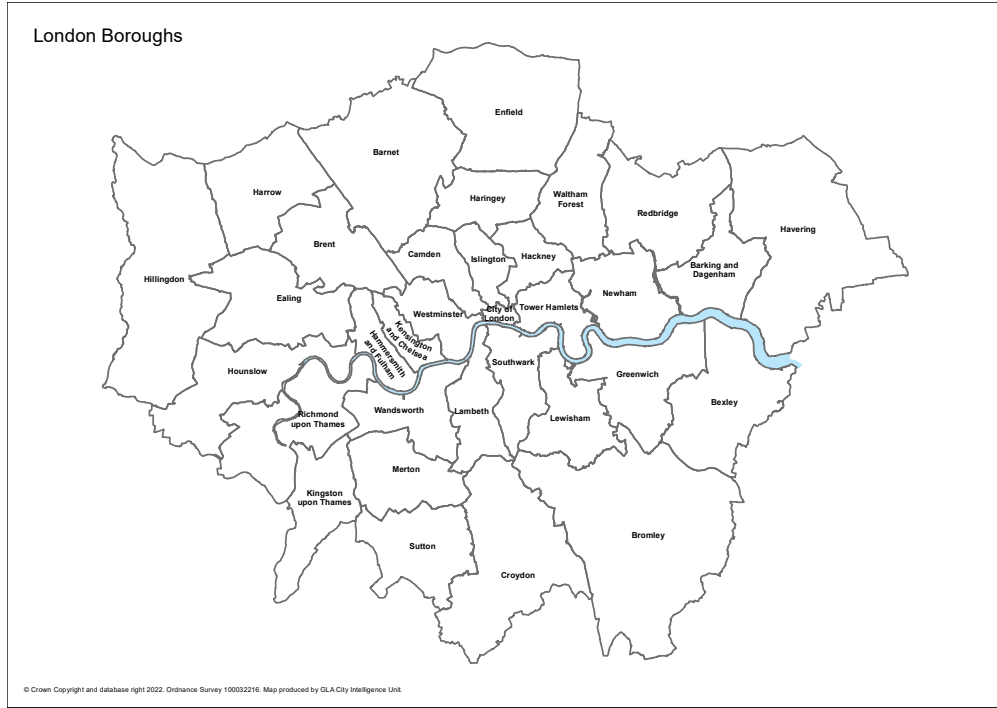 London Boroughs
Enfield
Barnet
Harrow
Haringey
Waltham
Forest
Redbridge
Havering
Brent
Camden
Islington
Hackney
Barking and
Dagenham
Hillingdon
Ealing
Newham
Westminster
City of
London
Tower Hamlets
Kensington
and Chelsea
Hammersmith
and Fulham
Hounslow
Southwark
Greenwich
Bexley
Richmond
upon Thames
Wandsworth
Lambeth
Lewisham
Merton
Kingston
upon Thames
Sutton
Croydon
Bromley
© Crown Copyright and database right 2022. Ordnance Survey 100032216. Map produced by GLA City Intelligence Unit.